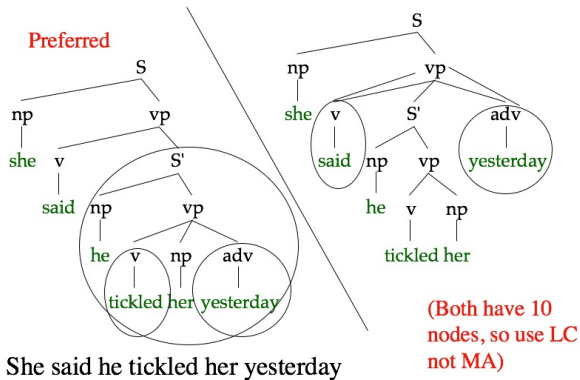 Preferred
S
np vp
she v S'
said np vp
he v np adv
tickled her yesterday
S
np vp
she v S' adv
said np vp yesterday
he v np
tickled her
(Both have 10
nodes, so use LC
not MA)
She said he tickled her yesterday